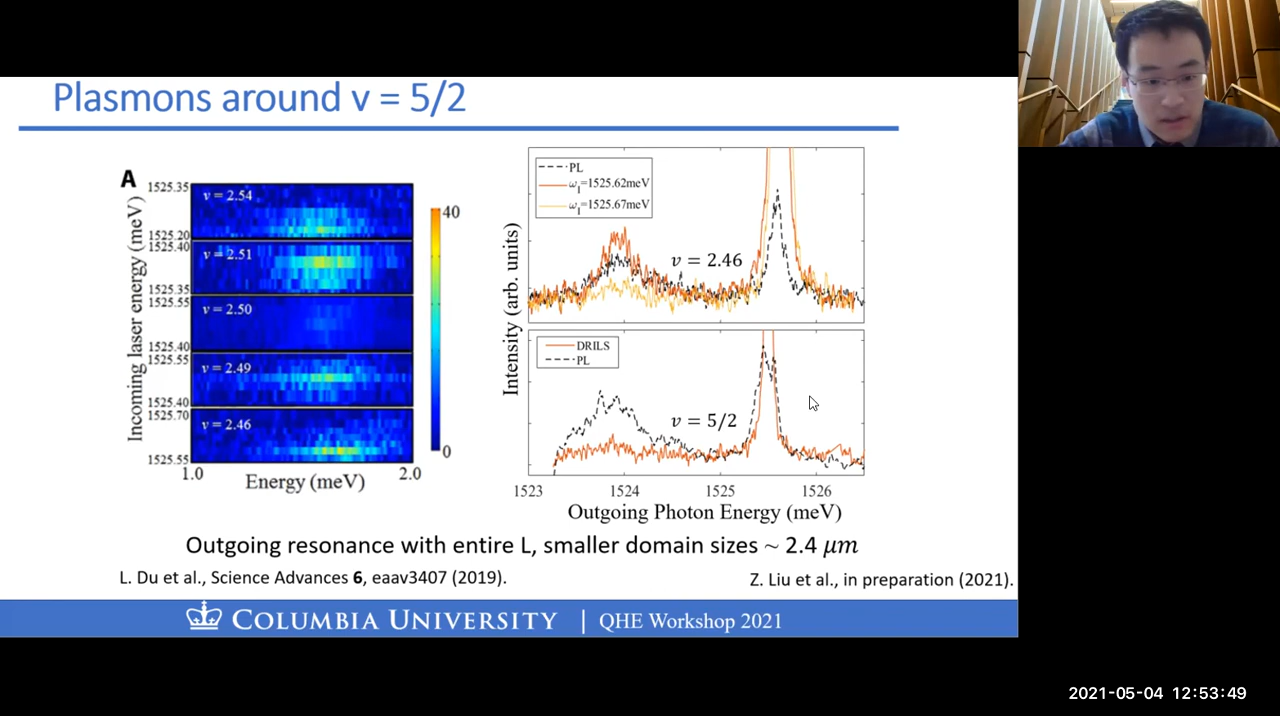 Plasmons around v = 5/2
A
Incoming laser energy (meV)
1525.35
ν = 2.54
1525.20
1525.40
ν = 2.51
1525.35
1525.55
ν = 2.50
1525.40
1525.55
ν = 2.49
1525.40
1525.70
ν = 2.46
1525.55
1.0
2.0
Energy (meV)
40
0
Intensity (arb. units)
PL
ω_I=1525.62meV
ω_I=1525.67meV
ν = 2.46
DRILS
PL
ν = 5/2
1523 1524 1525 1526
Outgoing Photon Energy (meV)
Outgoing resonance with entire L, smaller domain sizes ~ 2.4 μm
L. Du et al., Science Advances 6, eaav3407 (2019).
Z. Liu et al., in preparation (2021).
COLUMBIA UNIVERSITY | QHE Workshop 2021
2021-05-04 12:53:49